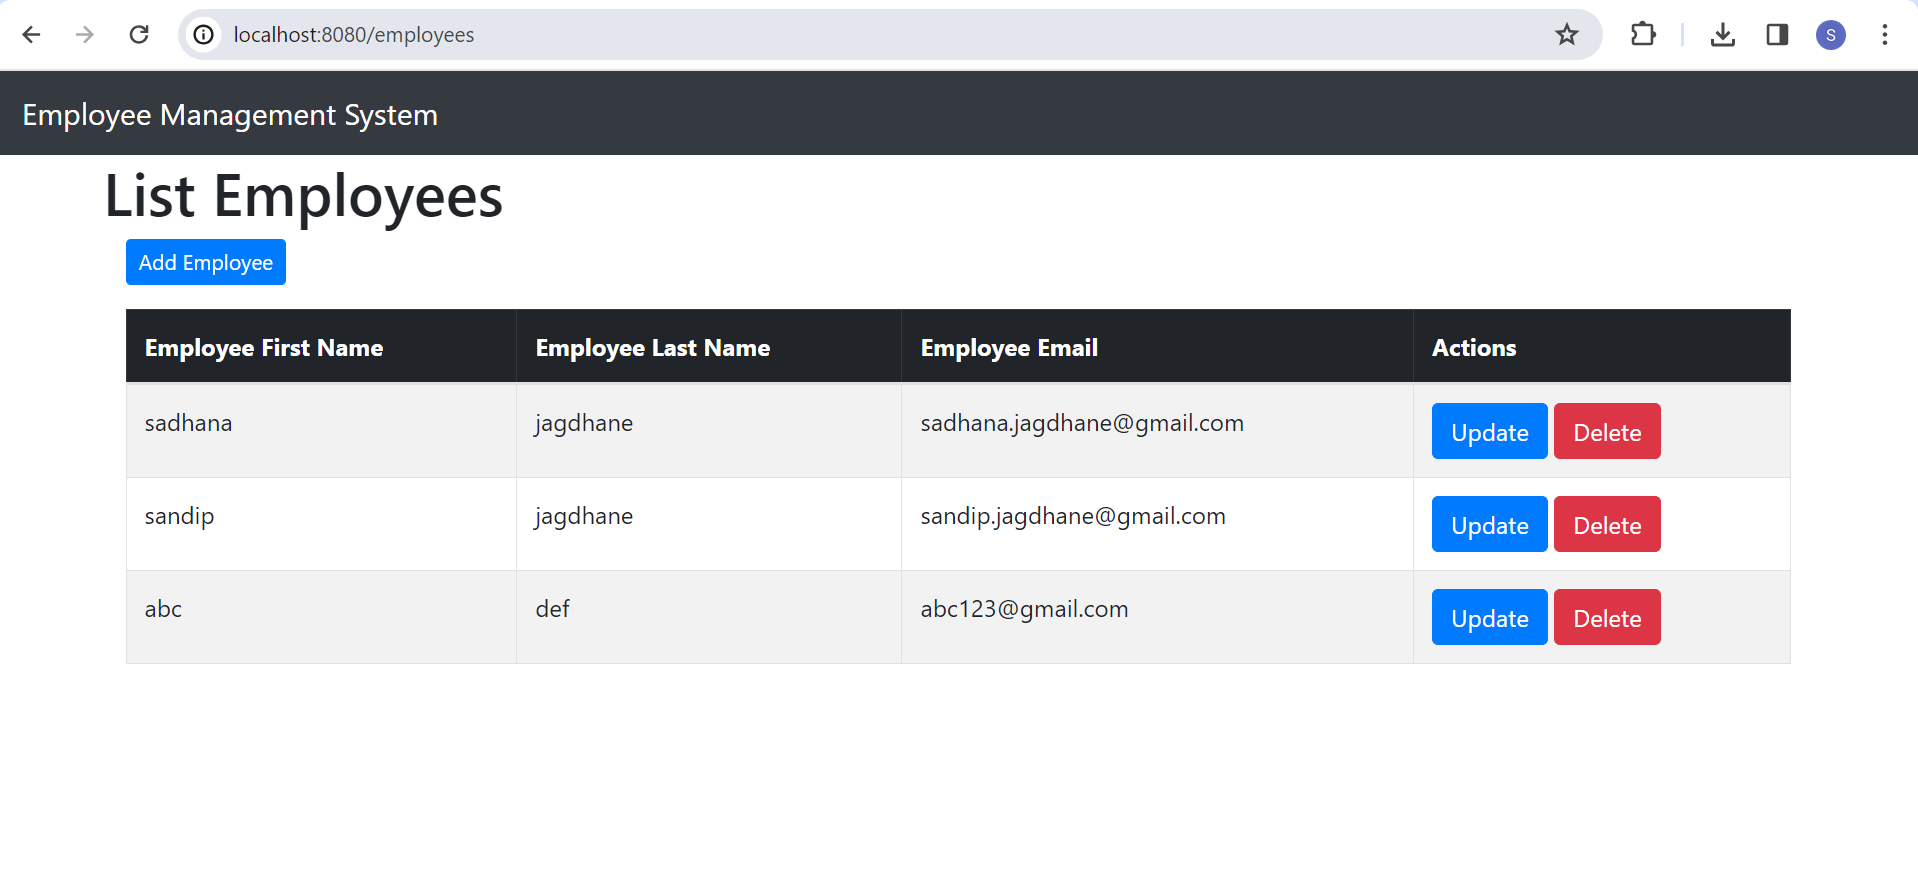 localhost:8080/employees
S
Employee Management System
List Employees
Add Employee
Employee First Name Employee Last Name Employee Email Actions
sadhana jagdhane sadhana.jagdhane@gmail.com Update Delete
sandip jagdhane sandip.jagdhane@gmail.com Update Delete
abc def abc123@gmail.com Update Delete